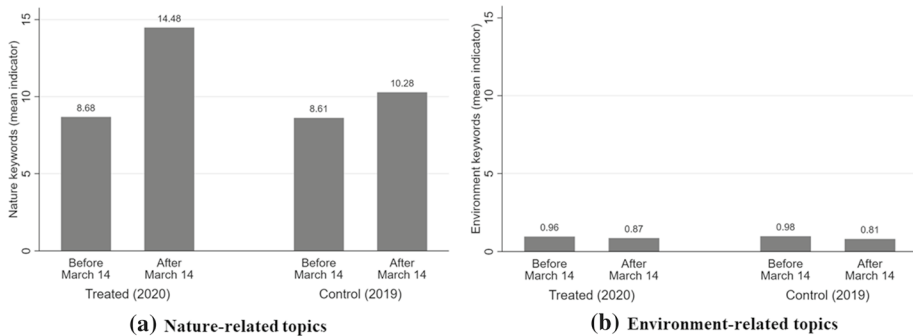 Nature keywords (mean indicator)
15
10
5
0
8.68
14.48
8.61
10.28
Before
March 14
After
March 14
Before
March 14
After
March 14
Treated (2020)
Control (2019)
(a) Nature-related topics
Environment keywords (mean indicator)
15
10
5
0
0.96
0.87
0.98
0.81
Before
March 14
After
March 14
Before
March 14
After
March 14
Treated (2020)
Control (2019)
(b) Environment-related topics